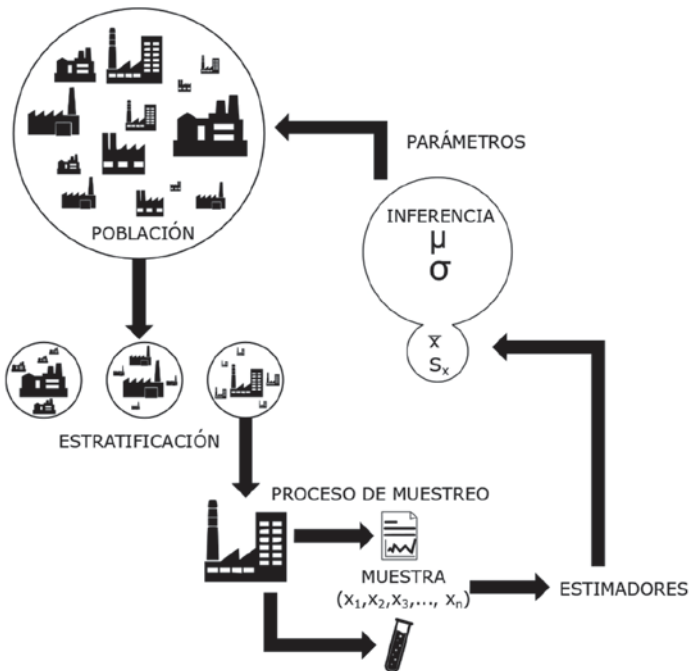 POBLACIÓN
PARÁMETROS
INFERENCIA
μ
σ
x̅
Sₓ
ESTRATIFICACIÓN
PROCESO DE MUESTREO
MUESTRA
(x₁,x₂,x₃,..., xₙ)
ESTIMADORES